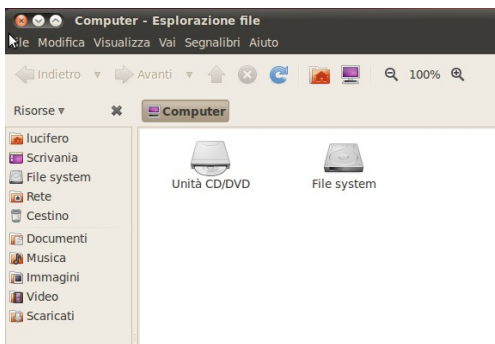 Computer - Esplorazione file
File Modifica Visualizza Vai Segnalibri Aiuto
Indietro Avanti 100%
Risorse Computer
lucifero
Scrivania
File system
Rete
Cestino
Documenti
Musica
Immagini
Video
Scaricati
Unità CD/DVD File system